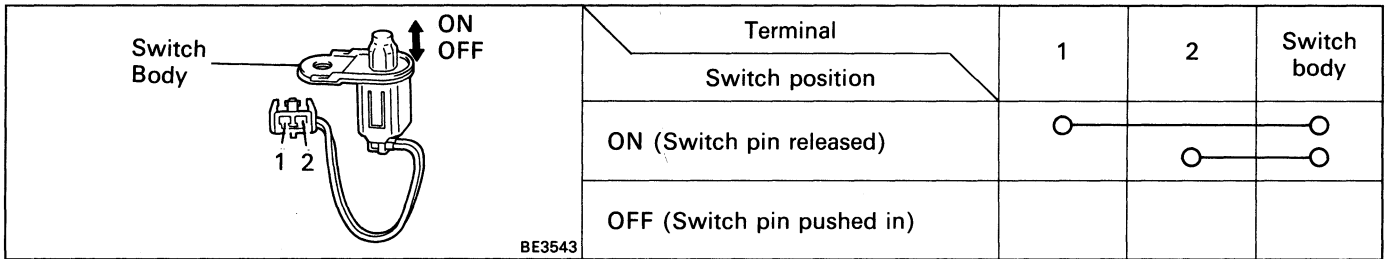 Switch
Body
ON
OFF
1 2
BE3543
Terminal
Switch position
1
2
Switch
body
ON (Switch pin released)
OFF (Switch pin pushed in)